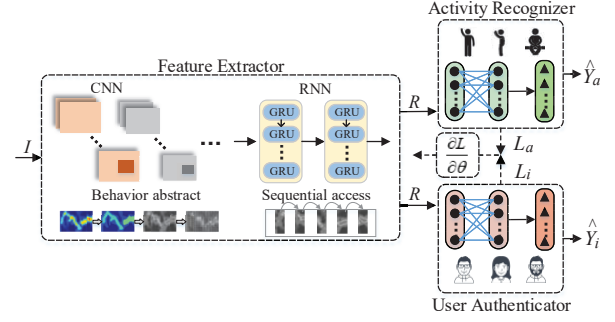 Activity Recognizer
Feature Extractor
CNN
RNN
GRU
GRU
GRU
GRU
GRU
GRU
I
R
R
Ŷa
∂L
∂θ
La
Li
Behavior abstract
Sequential access
Ŷi
User Authenticator